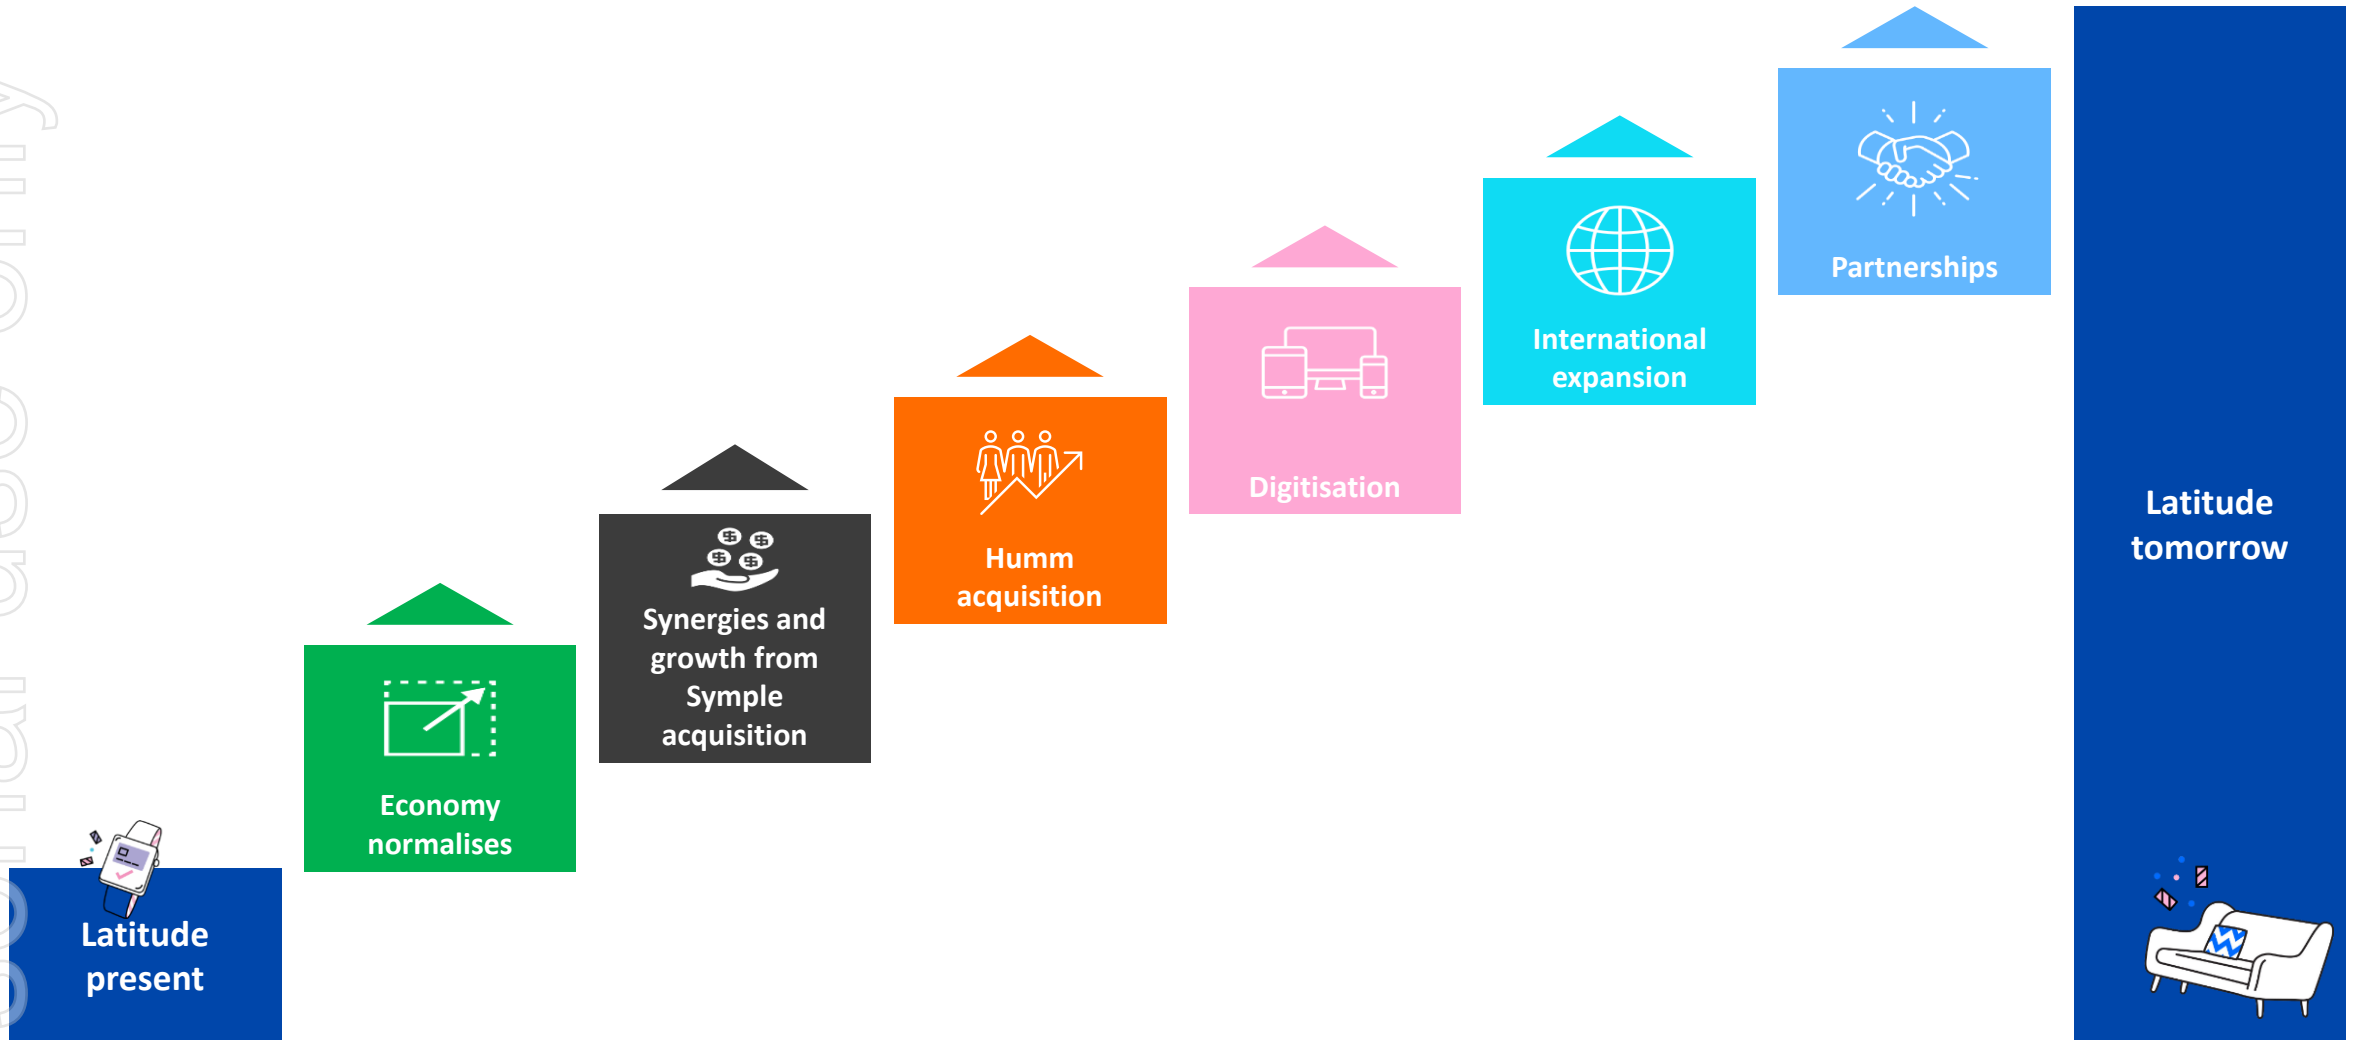 Latitude
present
Economy
normalises
Synergies and
growth from
Symple
acquisition
Humm
acquisition
Digitisation
International
expansion
Partnerships
Latitude
tomorrow